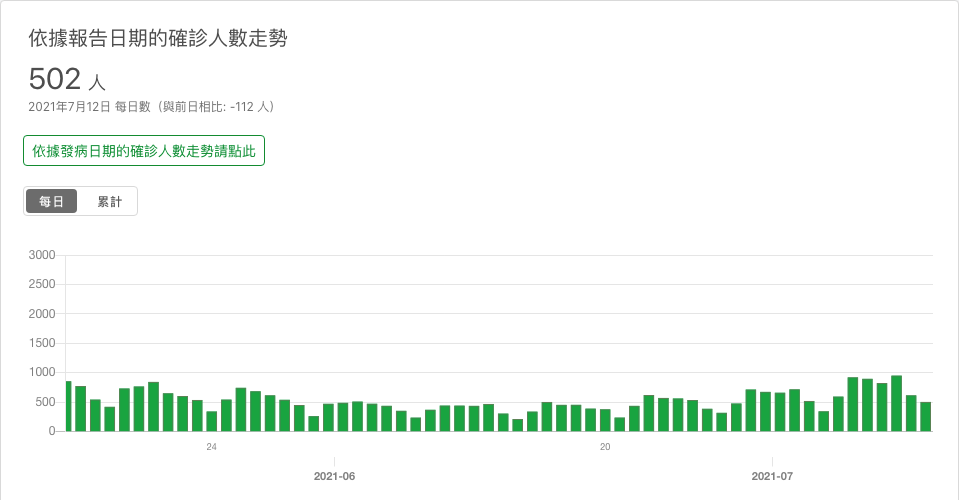 依據報告日期的確診人數走勢
502 人
2021年7月12日 每日數（與前日相比: -112 人）
依據發病日期的確診人數走勢請點此
每日 累計
3000
2500
2000
1500
1000
500
0
24 20
2021-06 2021-07